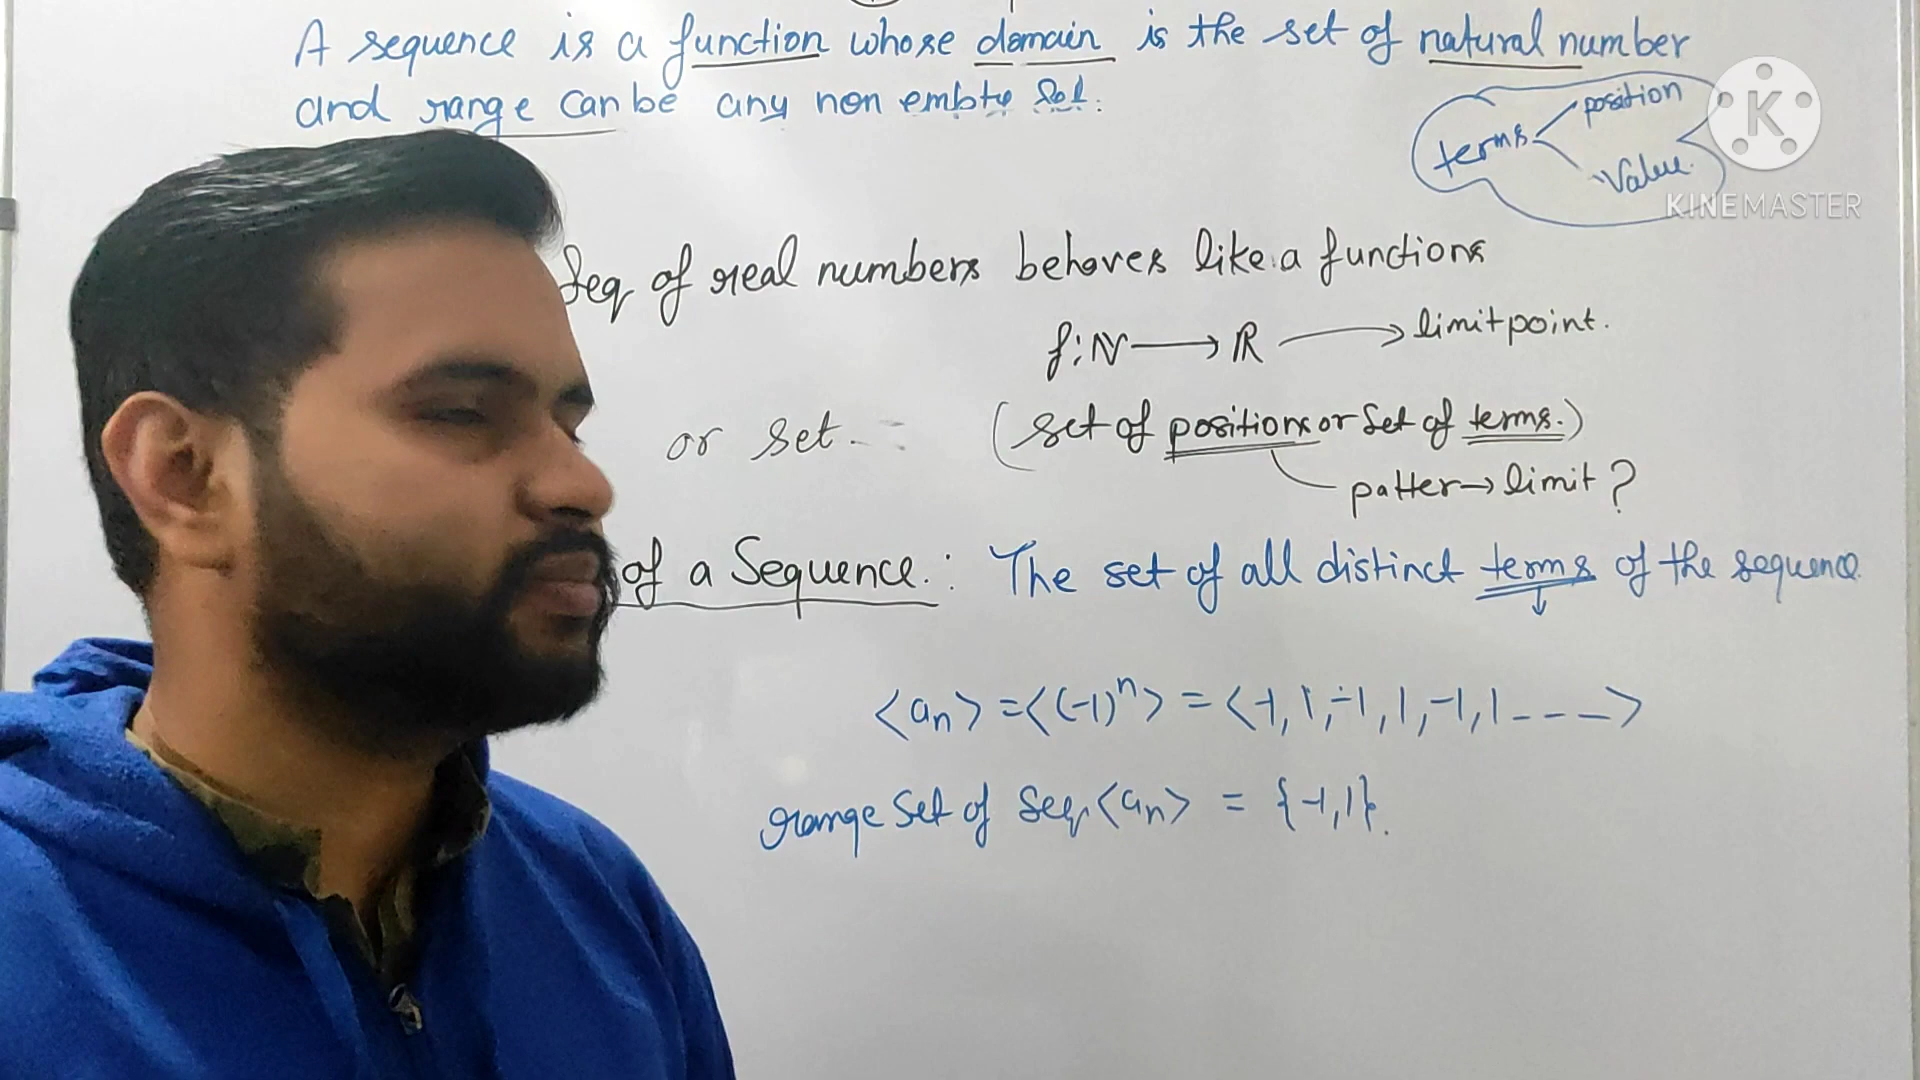 A sequence is a function whose domain is the set of natural number
and range can be any non empty set.
terms
position
Value.
K
KINEMASTER
Seq of real numbers behaves like a functions
f: N → R → limit point.
or set
(set of positions or Set of terms.)
patter → limit ?
of a Sequence : The set of all distinct terms of the sequence
<an> = <(-1)^n> = <-1, 1, -1, 1, -1, 1 ---->
range Set of Seq <an> = {-1, 1}.